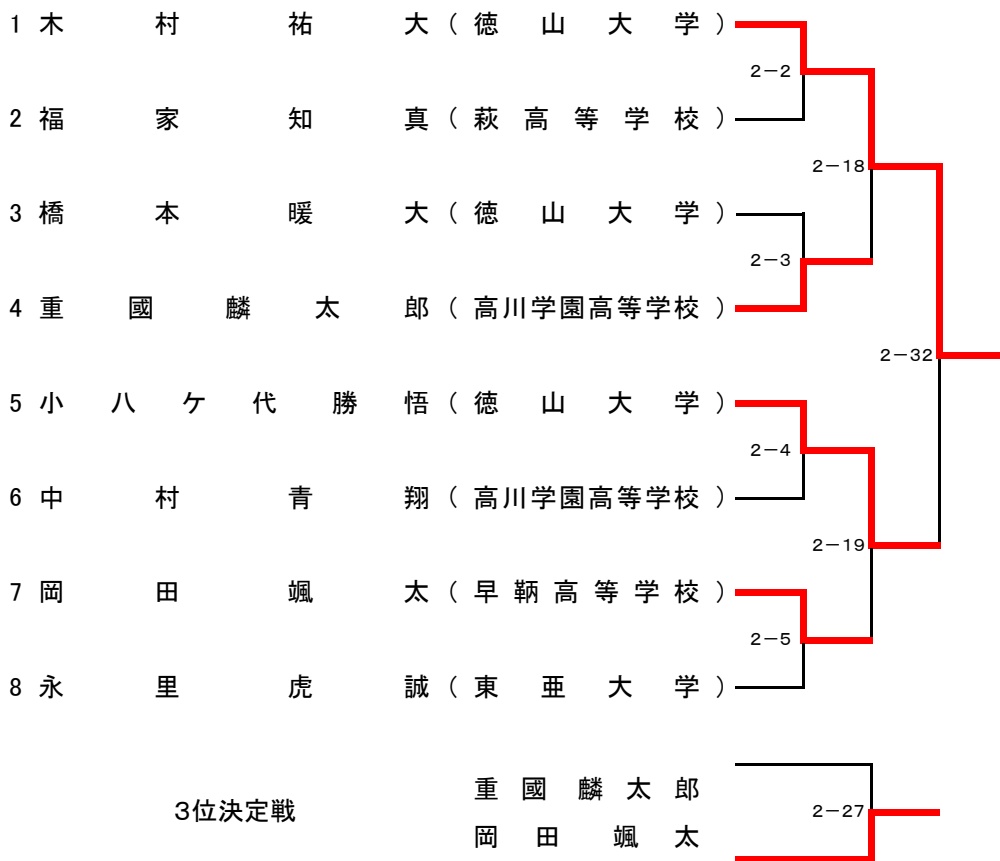 1 木村祐大(徳山大学)
2-2
2 福家知真(萩高等学校)
2-18
3 橋本暖大(徳山大学)
2-3
4 重國麟太郎(高川学園高等学校)
2-32
5 小八ケ代勝悟(徳山大学)
2-4
6 中村青翔(高川学園高等学校)
2-19
7 岡田颯太(早鞆高等学校)
2-5
8 永里虎誠(東亜大学)
重國麟太郎
3位決定戦
2-27
岡田颯太